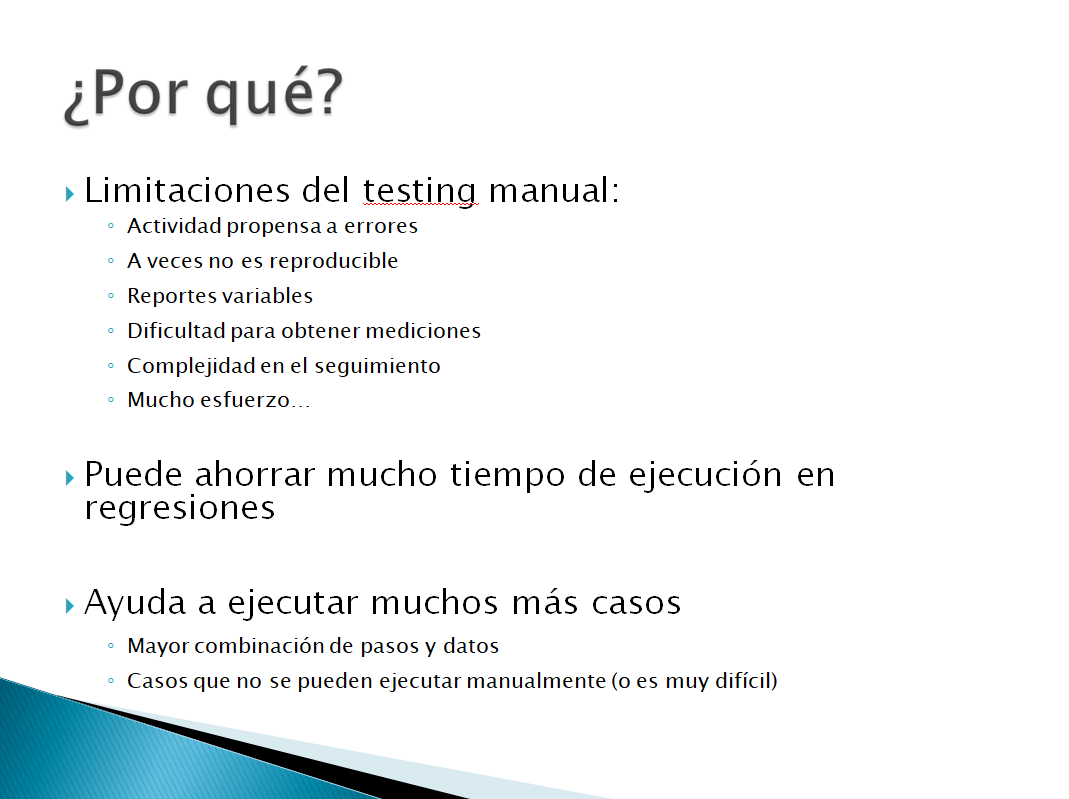 ¿Por qué?
Limitaciones del testing manual:
Actividad propensa a errores
A veces no es reproducible
Reportes variables
Dificultad para obtener mediciones
Complejidad en el seguimiento
Mucho esfuerzo…
Puede ahorrar mucho tiempo de ejecución en
regresiones
Ayuda a ejecutar muchos más casos
Mayor combinación de pasos y datos
Casos que no se pueden ejecutar manualmente (o es muy difícil)